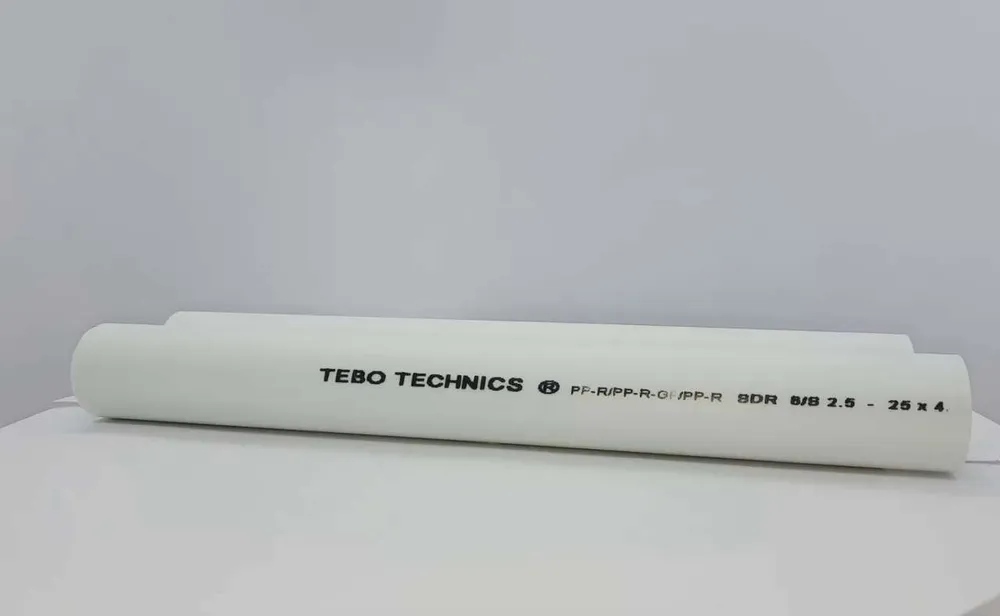 TEBO TECHNICS ® PP-R/PP-R-GF/PP-R SDR 6/S 2.5 - 25 x 4.